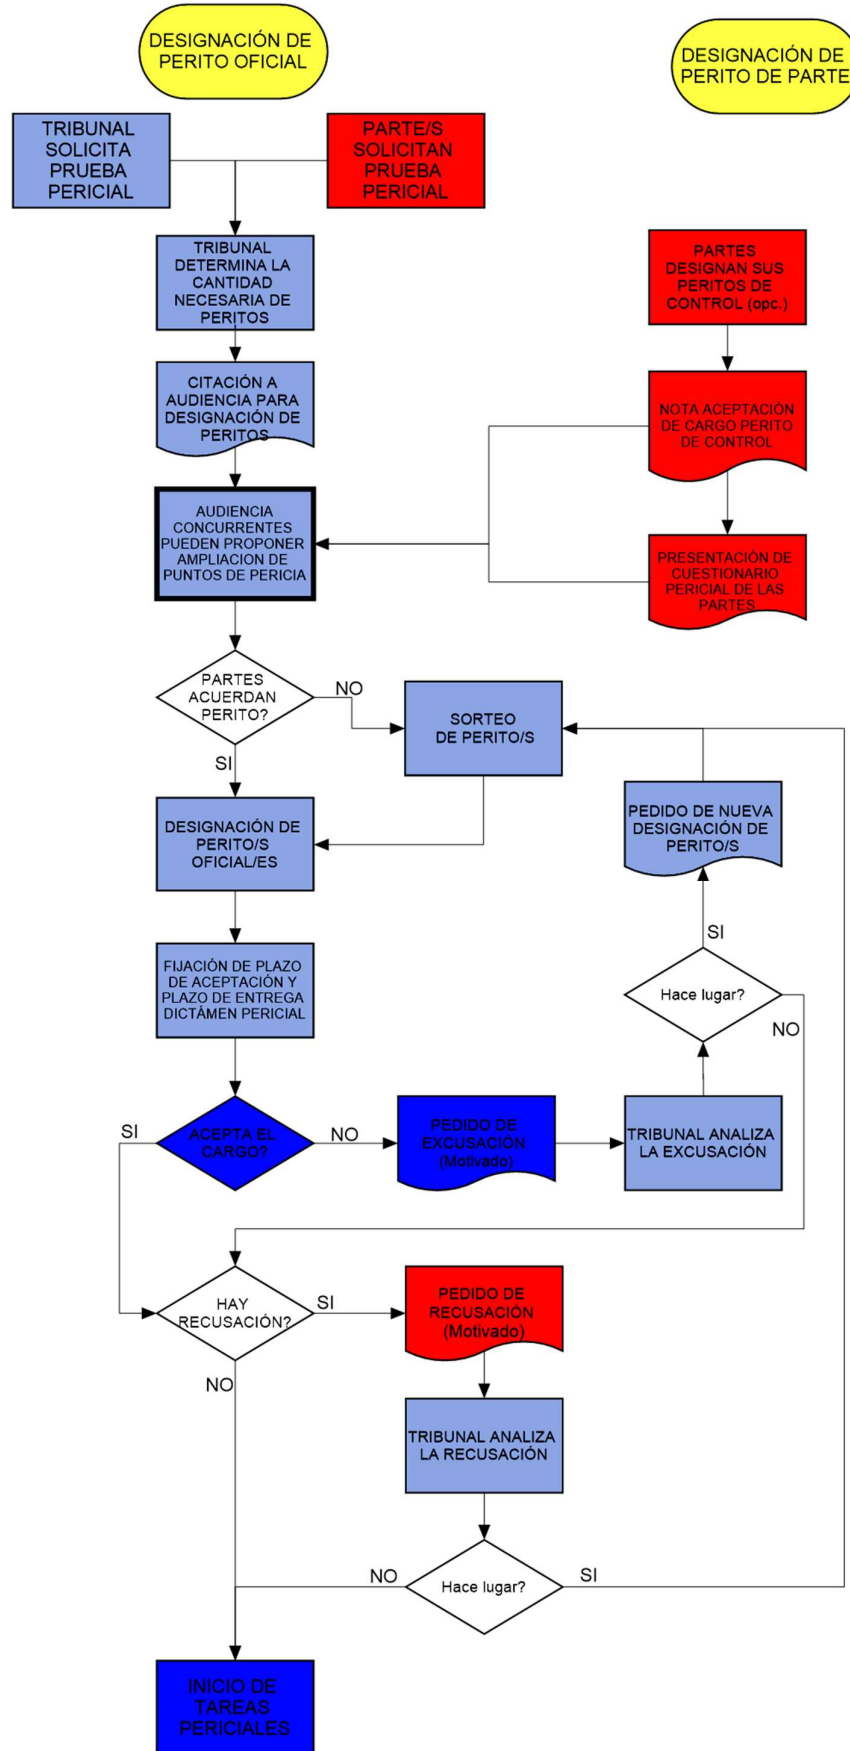 DESIGNACIÓN DE
PERITO OFICIAL
DESIGNACIÓN DE
PERITO DE PARTE
TRIBUNAL
SOLICITA
PRUEBA
PERICIAL
PARTE/S
SOLICITAN
PRUEBA
PERICIAL
TRIBUNAL
DETERMINA LA
CANTIDAD
NECESARIA DE
PERITOS
PARTES
DESIGNAN SUS
PERITOS DE
CONTROL (opc.)
CITACIÓN A
AUDIENCIA PARA
DESIGNACIÓN DE
PERITOS
NOTA ACEPTACIÓN
DE CARGO PERITO
DE CONTROL
AUDIENCIA
CONCURRENTES
PUEDEN PROPONER
AMPLIACION DE
PUNTOS DE PERICIA
PRESENTACIÓN DE
CUESTIONARIO
PERICIAL DE LAS
PARTES
PARTES
ACUERDAN
PERITO?
NO
SI
SORTEO
DE PERITO/S
DESIGNACIÓN DE
PERITO/S
OFICIAL/ES
PEDIDO DE NUEVA
DESIGNACIÓN DE
PERITO/S
SI
FIJACIÓN DE PLAZO
DE ACEPTACIÓN Y
PLAZO DE ENTREGA
DICTÁMEN PERICIAL
Hace lugar?
NO
SI
ACEPTA EL
CARGO?
NO
PEDIDO DE
EXCUSACIÓN
(Motivado)
TRIBUNAL ANALIZA
LA EXCUSACIÓN
HAY
RECUSACIÓN?
SI
NO
PEDIDO DE
RECUSACIÓN
(Motivado)
TRIBUNAL ANALIZA
LA RECUSACIÓN
NO
Hace lugar?
SI
INICIO DE
TAREAS
PERICIALES